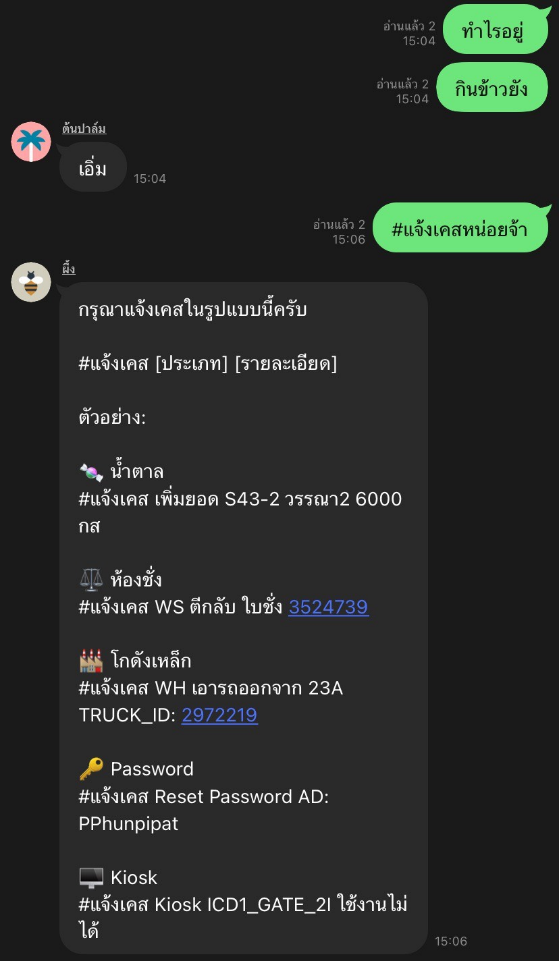 อ่านแล้ว 2
15:04
ทำไรอยู่
อ่านแล้ว 2
15:04
กินข้าวยัง
ต้นปาล์ม
เอิ่ม
15:04
อ่านแล้ว 2
15:06
#แจ้งเคสหน่อยจ้า
ผึ้ง
กรุณาแจ้งเคสในรูปแบบนี้ครับ
#แจ้งเคส [ประเภท] [รายละเอียด]
ตัวอย่าง:
🍬 น้ำตาล
#แจ้งเคส เพิ่มยอด S43-2 วรรณา2 6000
กส
⚖️ ห้องชั่ง
#แจ้งเคส WS ตีกลับ ใบชั่ง 3524739
🏭 โกดังเหล็ก
#แจ้งเคส WH เอารถออกจาก 23A
TRUCK_ID: 2972219
🔑 Password
#แจ้งเคส Reset Password AD:
PPhunpipat
🖥️ Kiosk
#แจ้งเคส Kiosk ICD1_GATE_2I ใช้งานไม่
ได้
15:06